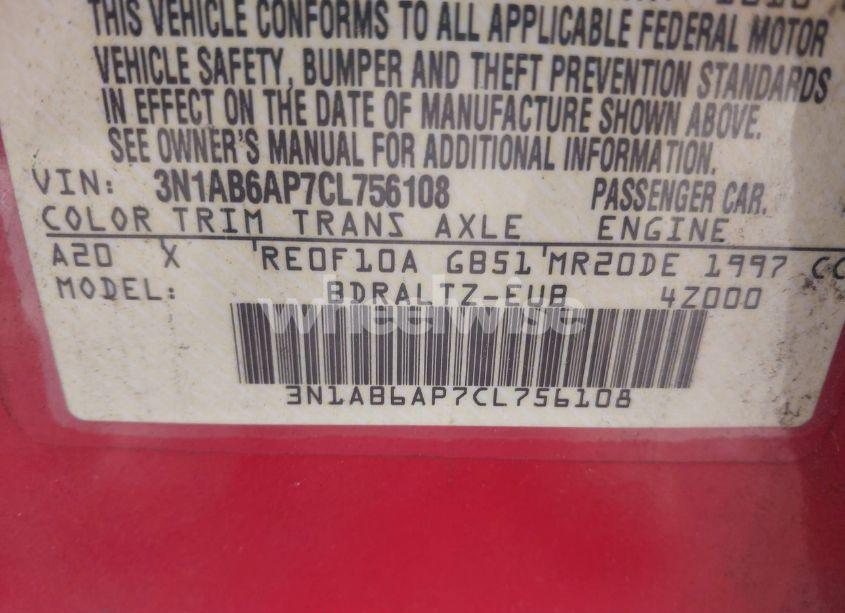 THIS VEHICLE CONFORMS TO ALL APPLICABLE FEDERAL MOTOR
VEHICLE SAFETY, BUMPER AND THEFT PREVENTION STANDARDS
IN EFFECT ON THE DATE OF MANUFACTURE SHOWN ABOVE.
SEE OWNER'S MANUAL FOR ADDITIONAL INFORMATION.
VIN: 3N1AB6AP7CL756108 PASSENGER CAR.
COLOR TRIM TRANS AXLE ENGINE
A20 X RE0F10A GB51 MR20DE 1997 CC
MODEL: BDRALTZ-EUB 4Z000
wheelwise
3N1AB6AP7CL756108